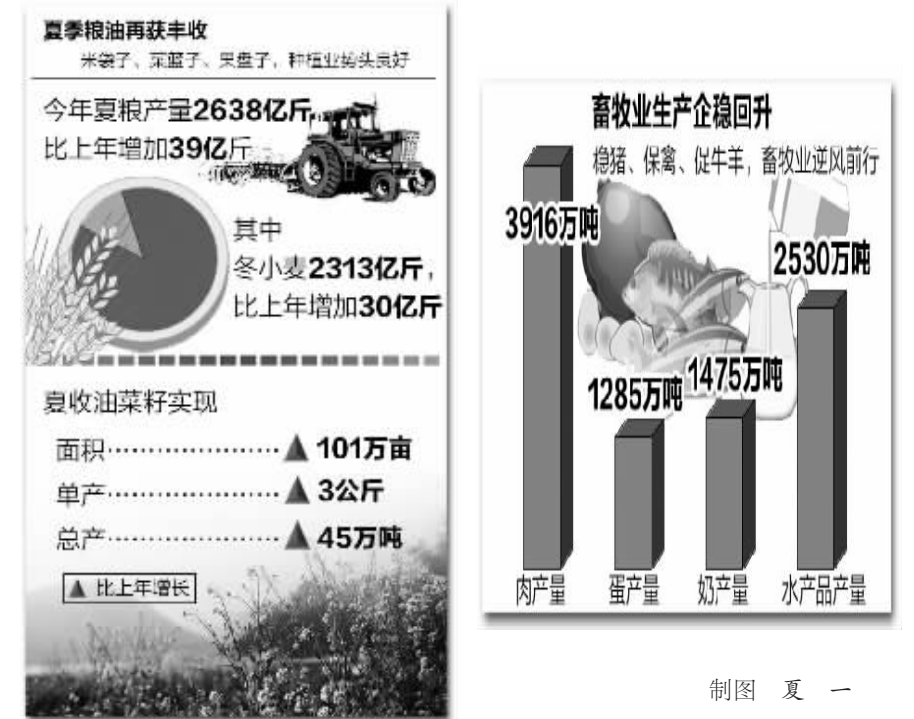 夏季粮油再获丰收
米袋子、菜篮子、果盘子，种植业势头良好
今年夏粮产量2638亿斤，
比上年增加39亿斤
其中
冬小麦2313亿斤，
比上年增加30亿斤
夏收油菜籽实现
面积 ▲ 101万亩
单产 ▲ 3公斤
总产 ▲ 45万吨
▲ 比上年增长
畜牧业生产企稳回升
稳猪、保禽、促牛羊，畜牧业逆风前行
3916万吨
2530万吨
1285万吨
1475万吨
肉产量 蛋产量 奶产量 水产品产量
制图 夏 一